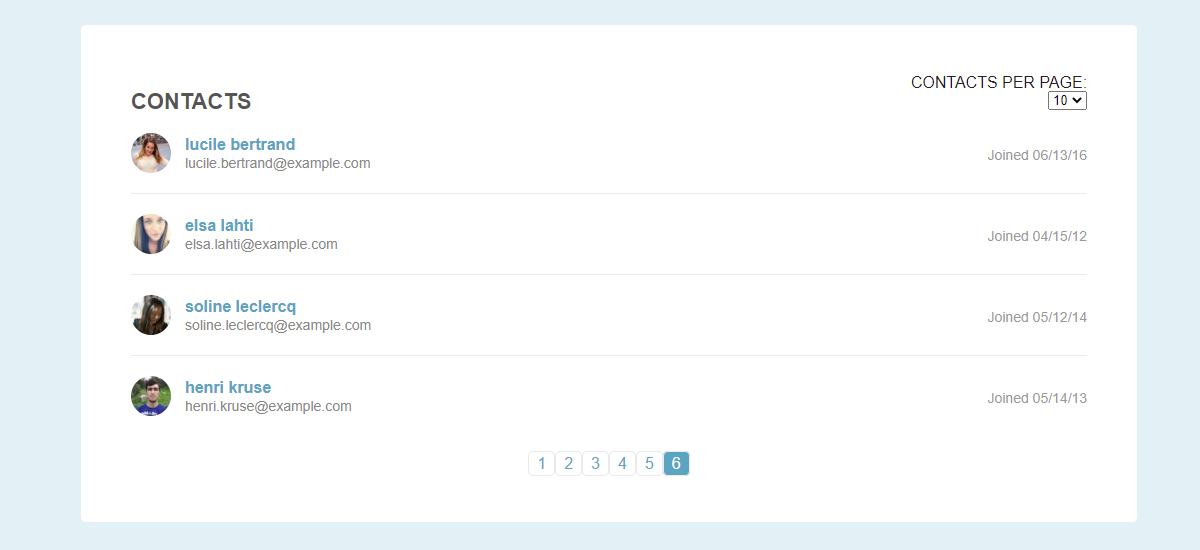 CONTACTS PER PAGE:
10
CONTACTS
lucile bertrand
lucile.bertrand@example.com
Joined 06/13/16
elsa lahti
elsa.lahti@example.com
Joined 04/15/12
soline leclercq
soline.leclercq@example.com
Joined 05/12/14
henri kruse
henri.kruse@example.com
Joined 05/14/13
1 2 3 4 5 6